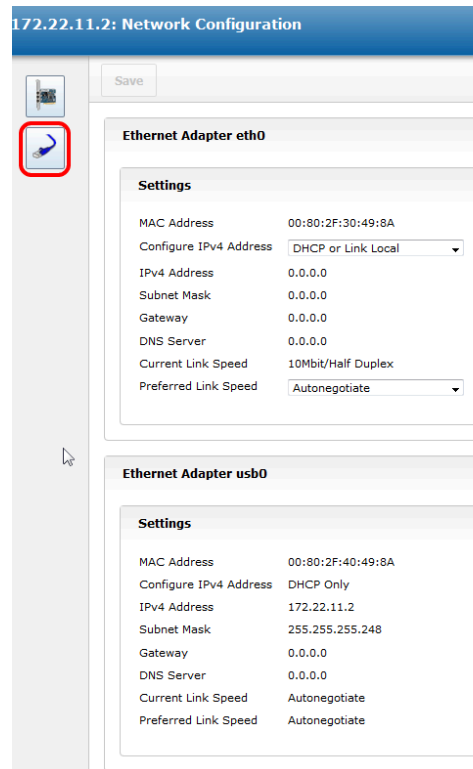 172.22.11.2: Network Configuration
Save
Ethernet Adapter eth0
Settings
MAC Address 00:80:2F:30:49:8A
Configure IPv4 Address DHCP or Link Local
IPv4 Address 0.0.0.0
Subnet Mask 0.0.0.0
Gateway 0.0.0.0
DNS Server 0.0.0.0
Current Link Speed 10Mbit/Half Duplex
Preferred Link Speed Autonegotiate
Ethernet Adapter usb0
Settings
MAC Address 00:80:2F:40:49:8A
Configure IPv4 Address DHCP Only
IPv4 Address 172.22.11.2
Subnet Mask 255.255.255.248
Gateway 0.0.0.0
DNS Server 0.0.0.0
Current Link Speed Autonegotiate
Preferred Link Speed Autonegotiate